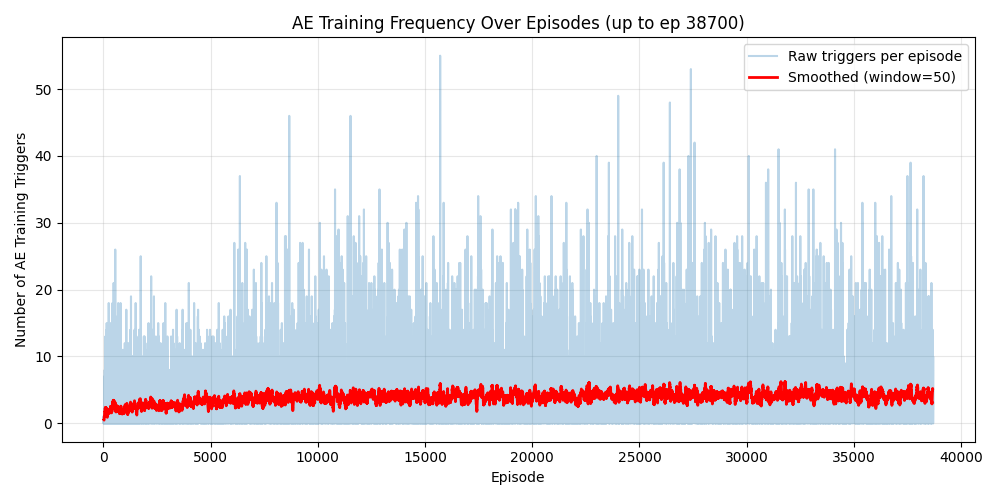 AE Training Frequency Over Episodes (up to ep 38700)
Raw triggers per episode
Smoothed (window=50)
Number of AE Training Triggers
50
40
30
20
10
0
0 5000 10000 15000 20000 25000 30000 35000 40000
Episode